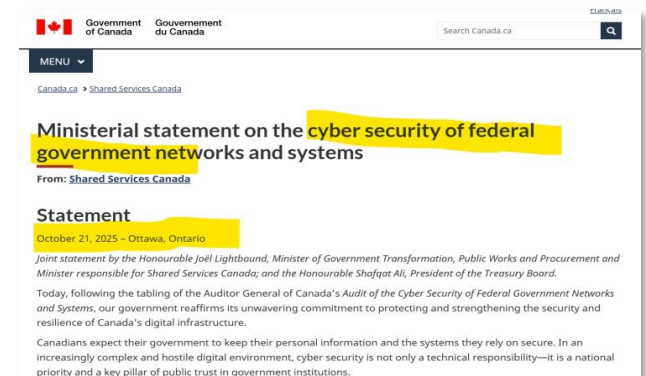 Français
Government of Canada
Gouvernement du Canada
Search Canada.ca
MENU
Canada.ca > Shared Services Canada
Ministerial statement on the cyber security of federal
government networks and systems
From: Shared Services Canada
Statement
October 21, 2025 – Ottawa, Ontario
Joint statement by the Honourable Joël Lightbound, Minister of Government Transformation, Public Works and Procurement and
Minister responsible for Shared Services Canada; and the Honourable Shafqat Ali, President of the Treasury Board.
Today, following the tabling of the Auditor General of Canada's Audit of the Cyber Security of Federal Government Networks
and Systems, our government reaffirms its unwavering commitment to protecting and strengthening the security and
resilience of Canada's digital infrastructure.
Canadians expect their government to keep their personal information and the systems they rely on secure. In an
increasingly complex and hostile digital environment, cyber security is not only a technical responsibility—it is a national
priority and a key pillar of public trust in government institutions.